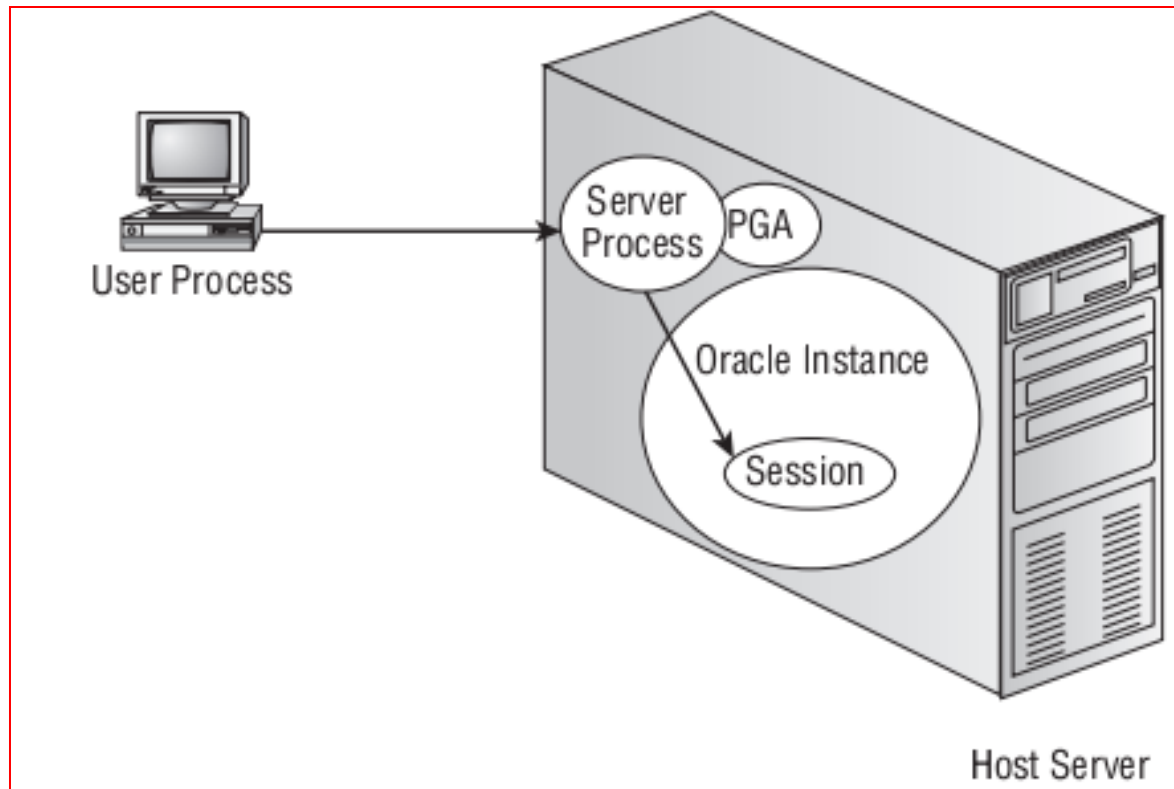 User Process
Server
Process
PGA
Oracle Instance
Session
Host Server